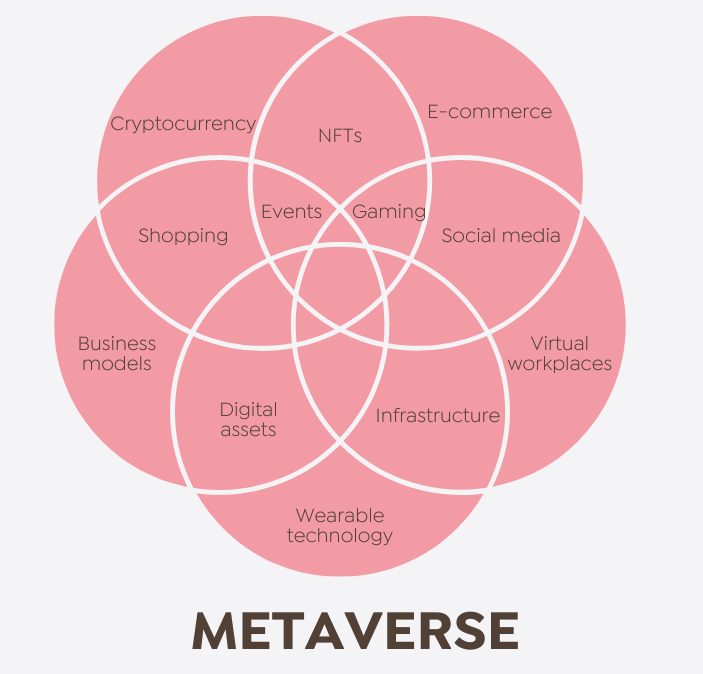 Cryptocurrency
NFTs
E-commerce
Events
Gaming
Shopping
Social media
Business
models
Virtual
workplaces
Digital
assets
Infrastructure
Wearable
technology
METAVERSE